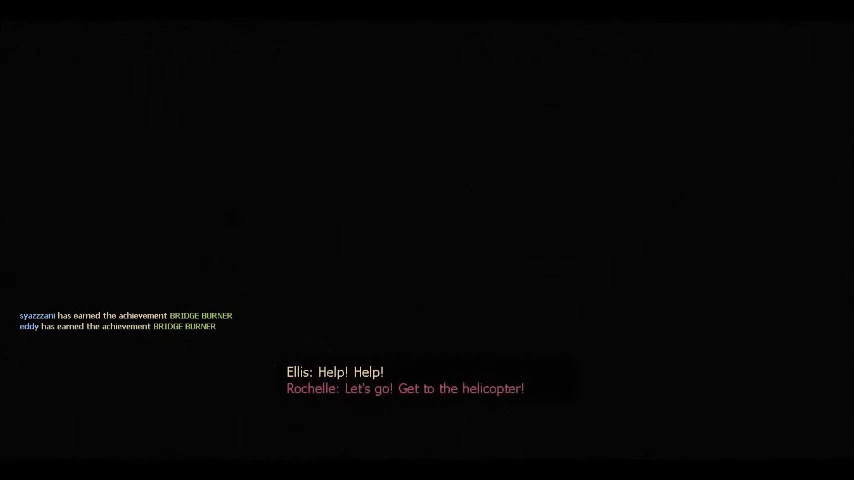 syazzzani has earned the achievement BRIDGE BURNER
eddy has earned the achievement BRIDGE BURNER
Ellis: Help! Help!
Rochelle: Let's go! Get to the helicopter!